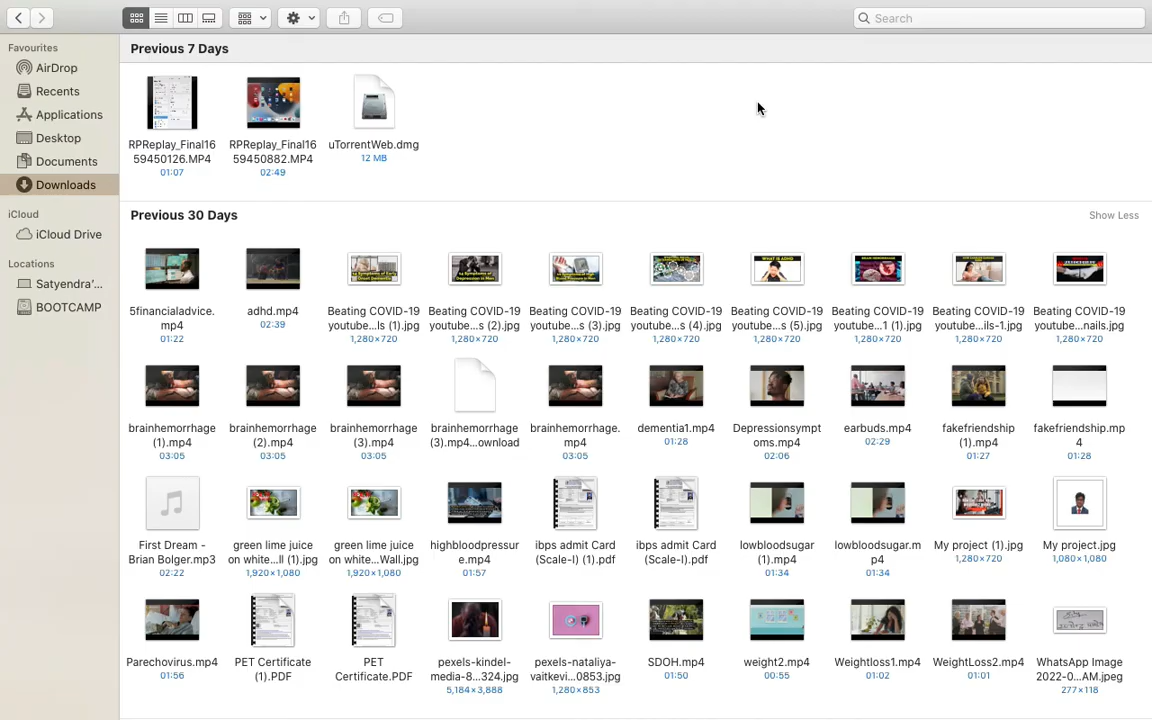 Search
Favourites
AirDrop
Recents
Applications
Desktop
Documents
Downloads
iCloud
iCloud Drive
Locations
Satyendra’...
BOOTCAMP
Previous 7 Days
RPReplay_Final16 RPReplay_Final16 uTorrentWeb.dmg
59450126.MP4 59450882.MP4 12 MB
01:07 02:49
Previous 30 Days Show Less
5financialadvice. adhd.mp4 Beating COVID-19 Beating COVID-19 Beating COVID-19 Beating COVID-19 Beating COVID-19 Beating COVID-19 Beating COVID-19 Beating COVID-19
mp4 02:39 youtube...ls (1).jpg youtube...s (2).jpg youtube...s (3).jpg youtube...s (4).jpg youtube...s (5).jpg youtube...1 (1).jpg youtube...ils-1.jpg youtube...nails.jpg
01:22 1,280×720 1,280×720 1,280×720 1,280×720 1,280×720 1,280×720 1,280×720 1,280×720
brainhemorrhage brainhemorrhage brainhemorrhage brainhemorrhage brainhemorrhage. dementia1.mp4 Depressionsympt earbuds.mp4 fakefriendship fakefriendship.mp
(1).mp4 (2).mp4 (3).mp4 (3).mp4...ownload mp4 01:28 oms.mp4 02:29 (1).mp4 4
03:05 03:05 03:05 03:05 02:06 01:27 01:28
First Dream - green lime juice green lime juice highbloodpressur ibps admit Card ibps admit Card lowbloodsugar lowbloodsugar.m My project (1).jpg My project.jpg
Brian Bolger.mp3 on white...ll (1).jpg on white...Wall.jpg e.mp4 (Scale-I) (1).pdf (Scale-I).pdf (1).mp4 p4 1,280×720 1,080×1,080
02:22 1,920×1,080 1,920×1,080 01:57 01:34 01:34
Parechovirus.mp4 PET Certificate PET pexels-kindel- pexels-nataliya- SDOH.mp4 weight2.mp4 Weightloss1.mp4 WeightLoss2.mp4 WhatsApp Image
01:56 (1).PDF Certificate.PDF media-8...324.jpg vaitkevi...0853.jpg 01:50 00:55 01:02 01:01 2022-0...AM.jpeg
5,184×3,888 1,280×853 277×118